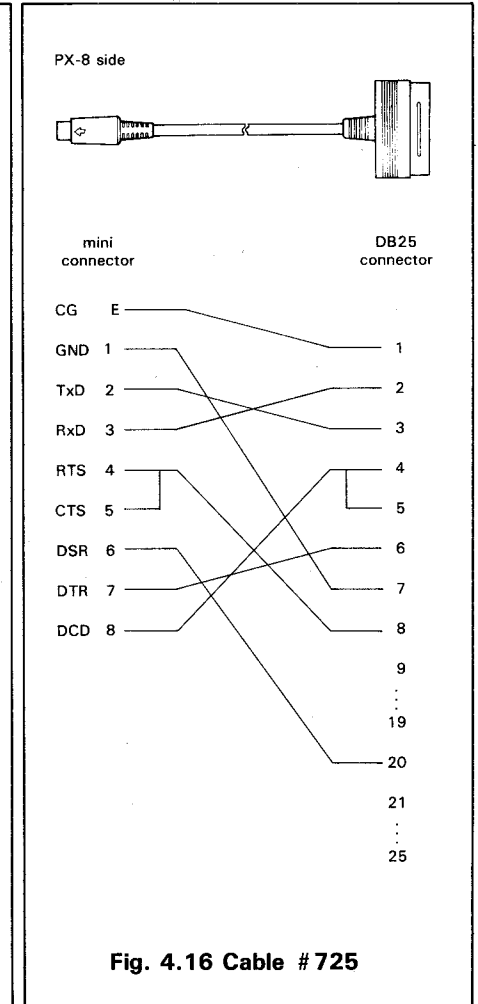 PX-8 side
mini connector
DB25 connector
CG E
1
GND 1
2
TxD 2
3
RxD 3
4
RTS 4
5
CTS 5
6
DSR 6
7
DTR 7
8
DCD 8
9
19
20
21
25
Fig. 4.16 Cable #725